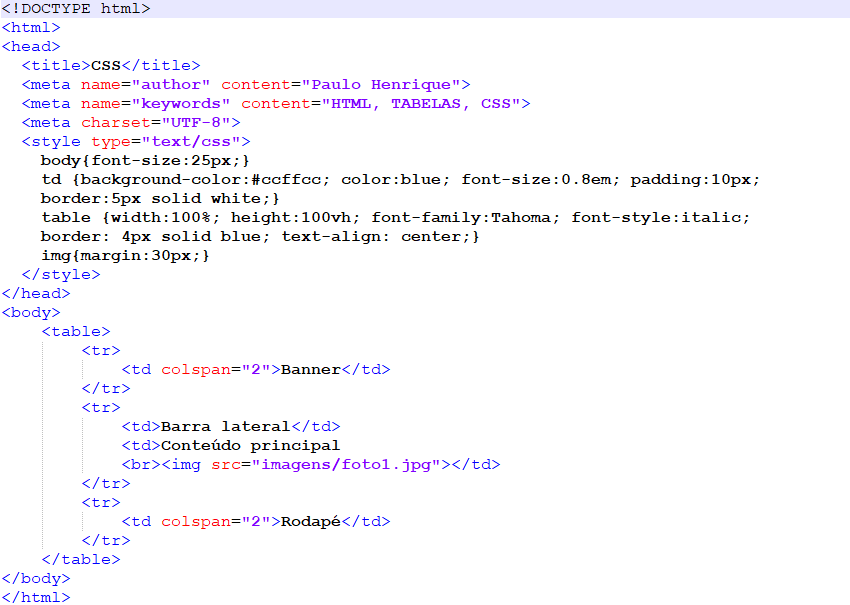 <!DOCTYPE html>
<html>
<head>
  <title>CSS</title>
  <meta name="author" content="Paulo Henrique">
  <meta name="keywords" content="HTML, TABELAS, CSS">
  <meta charset="UTF-8">
  <style type="text/css">
    body{font-size:25px;}
    td {background-color:#ccffcc; color:blue; font-size:0.8em; padding:10px;
    border:5px solid white;}
    table {width:100%; height:100vh; font-family:Tahoma; font-style:italic;
    border: 4px solid blue; text-align: center;}
    img{margin:30px;}
  </style>
</head>
<body>
    <table>
        <tr>
            <td colspan="2">Banner</td>
        </tr>
        <tr>
            <td>Barra lateral</td>
            <td>Conteúdo principal
            <br><img src="imagens/foto1.jpg"></td>
        </tr>
        <tr>
            <td colspan="2">Rodapé</td>
        </tr>
    </table>
</body>
</html>